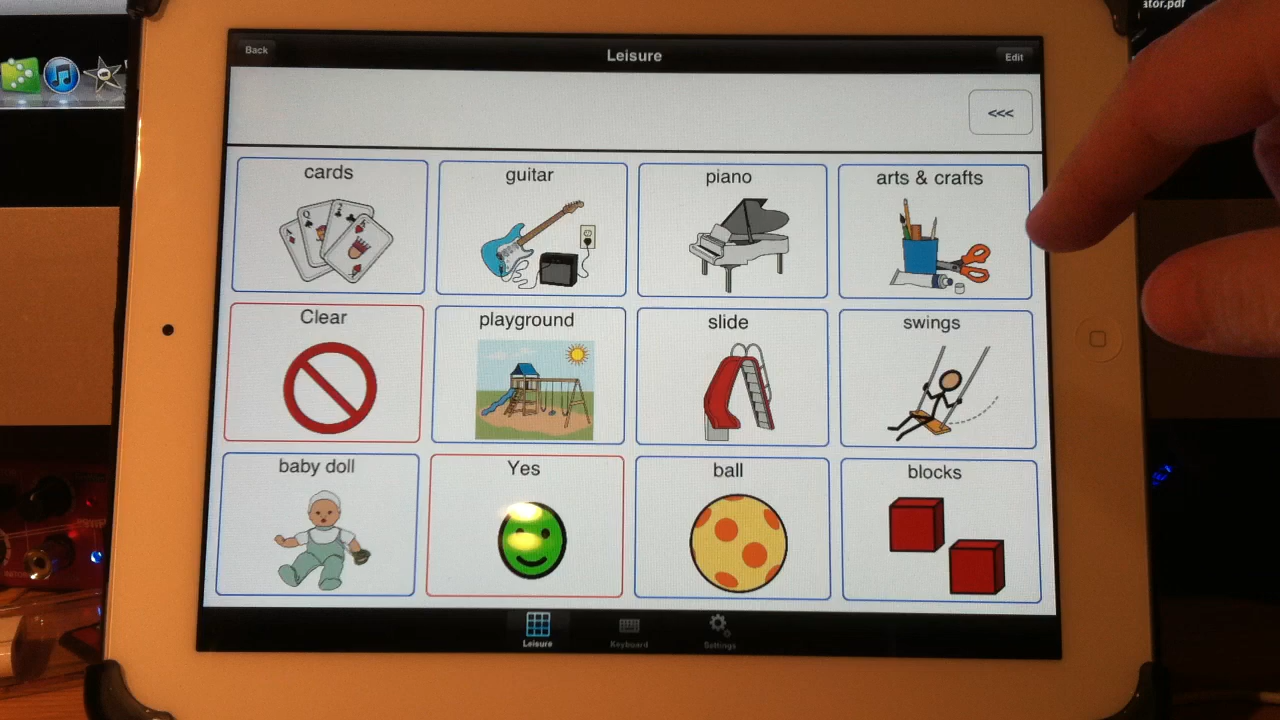 ator.pdf
Back
Leisure
Edit
<<<
cards
guitar
piano
arts & crafts
Clear
playground
slide
swings
baby doll
Yes
ball
blocks
Leisure
Keyboard
Settings